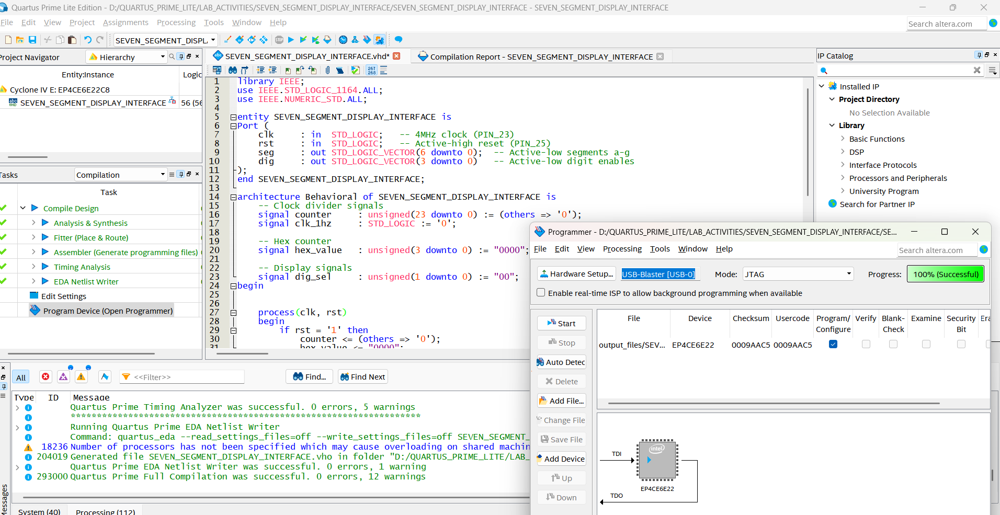 Quartus Prime Lite Edition - D:/QUARTUS_PRIME_LITE/LAB_ACTIVITIES/SEVEN_SEGMENT_DISPLAY_INTERFACE/SEVEN_SEGMENT_DISPLAY_INTERFACE - SEVEN_SEGMENT_DISPLAY_INTERFACE
File Edit View Project Assignments Processing Tools Window Help
Search altera.com
SEVEN_SEGMENT_DISPL
Project Navigator
Hierarchy
Entity:Instance
Logic
Cyclone IV E: EP4CE6E22C8
SEVEN_SEGMENT_DISPLAY_INTERFACE 56 (56
Tasks
Compilation
Task
Compile Design
Analysis & Synthesis
Fitter (Place & Route)
Assembler (Generate programming files)
Timing Analysis
EDA Netlist Writer
Edit Settings
Program Device (Open Programmer)
SEVEN_SEGMENT_DISPLAY_INTERFACE.vhd*
Compilation Report - SEVEN_SEGMENT_DISPLAY_INTERFACE
267
268
1 library IEEE;
2 use IEEE.STD_LOGIC_1164.ALL;
3 use IEEE.NUMERIC_STD.ALL;
4
5 entity SEVEN_SEGMENT_DISPLAY_INTERFACE is
6 Port (
7 clk : in STD_LOGIC; -- 4MHz clock (PIN_23)
8 rst : in STD_LOGIC; -- Active-high reset (PIN_25)
9 seg : out STD_LOGIC_VECTOR(6 downto 0); -- Active-low segments a-g
10 dig : out STD_LOGIC_VECTOR(3 downto 0) -- Active-low digit enables
11 );
12 end SEVEN_SEGMENT_DISPLAY_INTERFACE;
13
14 architecture Behavioral of SEVEN_SEGMENT_DISPLAY_INTERFACE is
15 -- Clock divider signals
16 signal counter : unsigned(23 downto 0) := (others => '0');
17 signal clk_1hz : STD_LOGIC := '0';
18
19 -- Hex counter
20 signal hex_value : unsigned(3 downto 0) := "0000";
21
22 -- Display signals
23 signal dig_sel : unsigned(1 downto 0) := "00";
24 begin
25
26
27 process(clk, rst)
28 begin
29 if rst = '1' then
30 counter <= (others => '0');
31 hex_value <= "0000";
IP Catalog
Installed IP
Project Directory
No Selection Available
Library
Basic Functions
DSP
Interface Protocols
Processors and Peripherals
University Program
Search for Partner IP
Programmer - D:/QUARTUS_PRIME_LITE/LAB_ACTIVITIES/SEVEN_SEGMENT_DISPLAY_INTERFACE/SE...
File Edit View Processing Tools Window Help
Search altera.com
Hardware Setup... USB-Blaster [USB-0] Mode: JTAG Progress: 100% (Successful)
Enable real-time ISP to allow background programming when available
Start
Stop
Auto Detec
Delete
Add File...
Change File
Save File
Add Device
Up
Down
File Device Checksum Usercode Program/ Verify Blank- Examine Security Era
Configure Check Bit
output_files/SEV... EP4CE6E22 0009AAC5 0009AAC5
TDI
intel
EP4CE6E22
TDO
All <<Filter>> Find... Find Next
Type ID Message
Quartus Prime Timing Analyzer was successful. 0 errors, 5 warnings
*******************************************************************
Running Quartus Prime EDA Netlist Writer
Command: quartus_eda --read_settings_files=off --write_settings_files=off SEVEN_SEGMENT_
18236 Number of processors has not been specified which may cause overloading on shared machin
204019 Generated file SEVEN_SEGMENT_DISPLAY_INTERFACE.vho in folder "D:/QUARTUS_PRIME_LITE/LAB_
Quartus Prime EDA Netlist Writer was successful. 0 errors, 1 warning
293000 Quartus Prime Full Compilation was successful. 0 errors, 12 warnings
Messages
System (40) Processing (112)